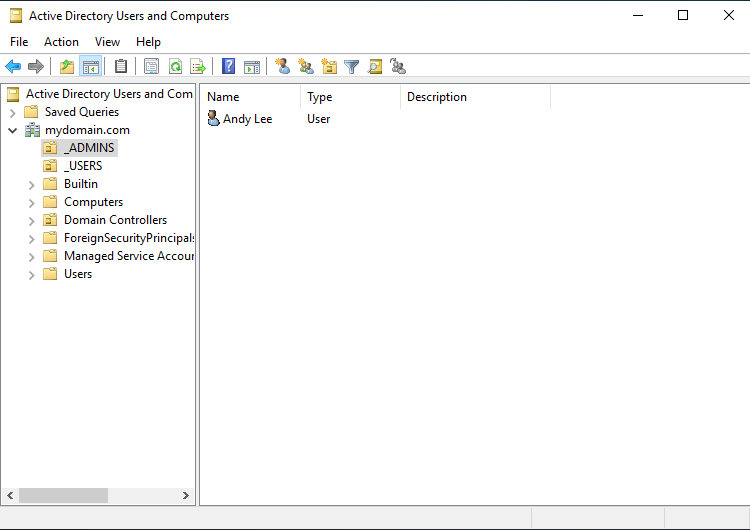 Active Directory Users and Computers
File Action View Help
Active Directory Users and Com
Saved Queries
mydomain.com
_ADMINS
_USERS
Builtin
Computers
Domain Controllers
ForeignSecurityPrincipals
Managed Service Accour
Users
Name Type Description
Andy Lee User